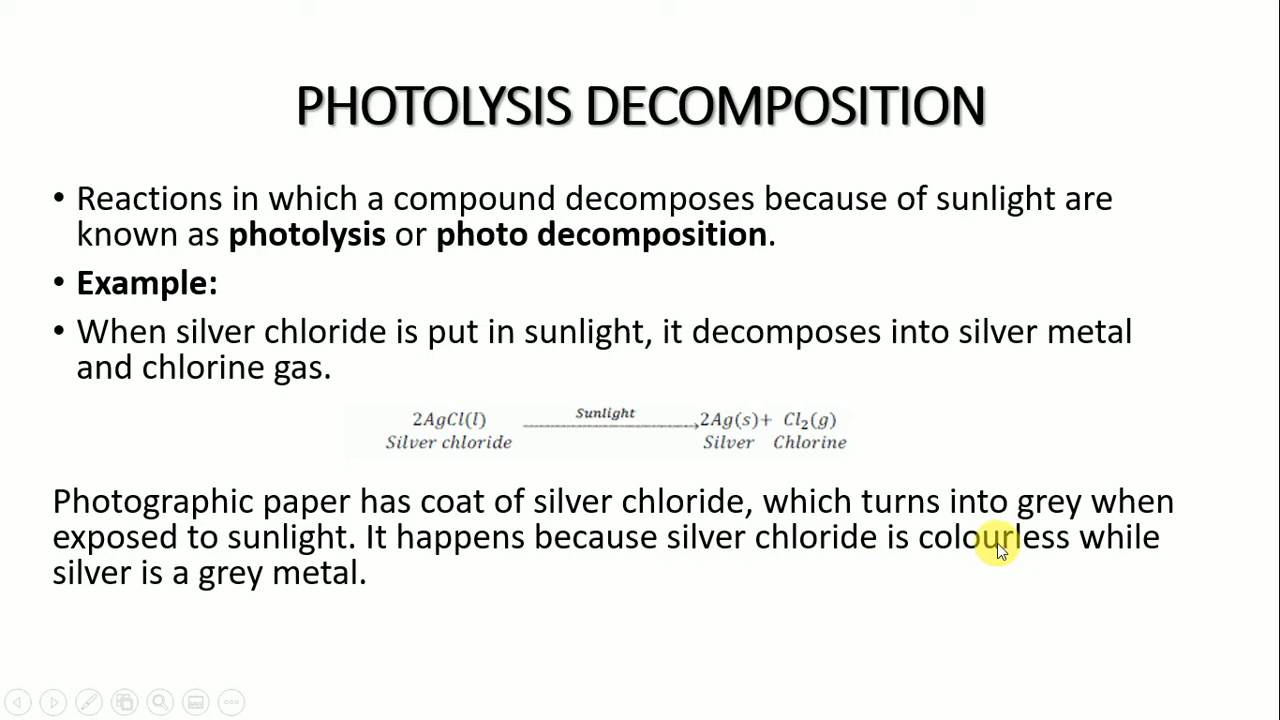 PHOTOLYSIS DECOMPOSITION
• Reactions in which a compound decomposes because of sunlight are
known as photolysis or photo decomposition.
• Example:
• When silver chloride is put in sunlight, it decomposes into silver metal
and chlorine gas.
Sunlight
2AgCl(l) → 2Ag(s)+ Cl₂(g)
Silver chloride Silver Chlorine
Photographic paper has coat of silver chloride, which turns into grey when
exposed to sunlight. It happens because silver chloride is colourless while
silver is a grey metal.